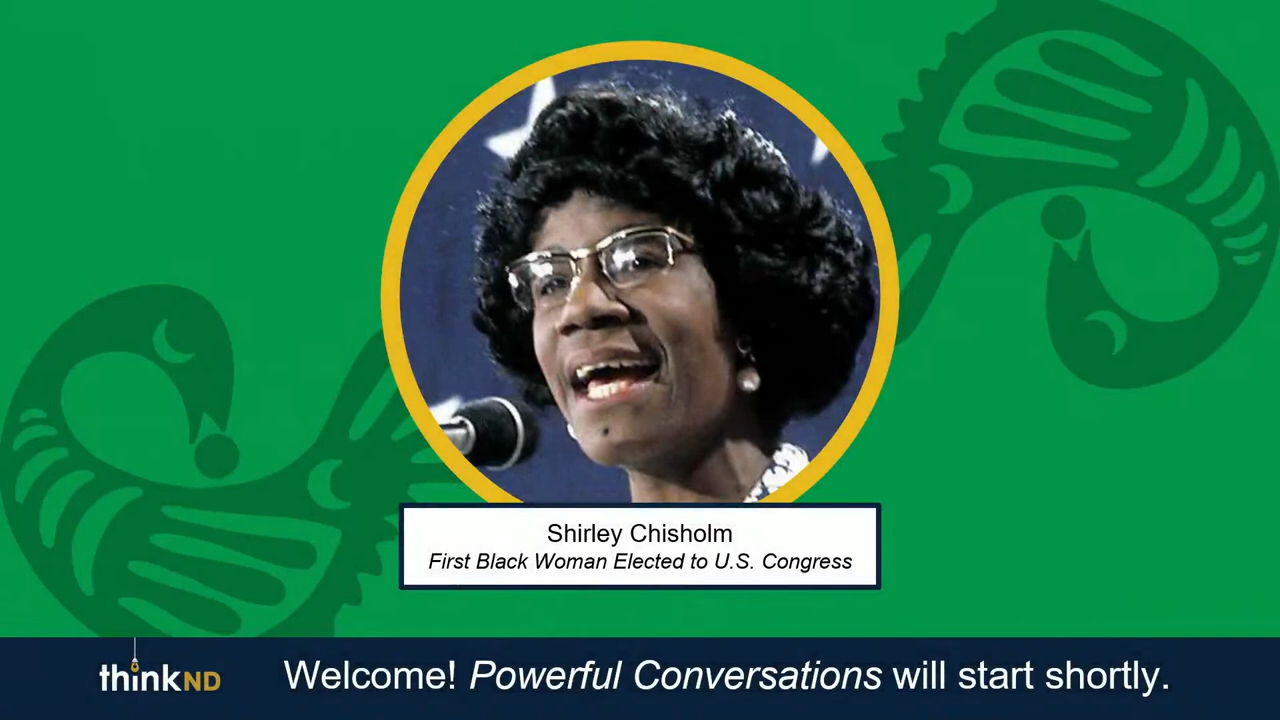 Shirley Chisholm
First Black Woman Elected to U.S. Congress
thinkND
Welcome! Powerful Conversations will start shortly.